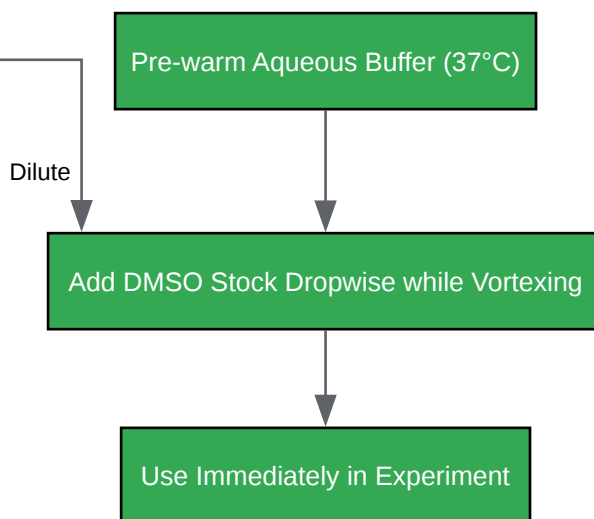 Pre-warm Aqueous Buffer (37°C)
Dilute
Add DMSO Stock Dropwise while Vortexing
Use Immediately in Experiment